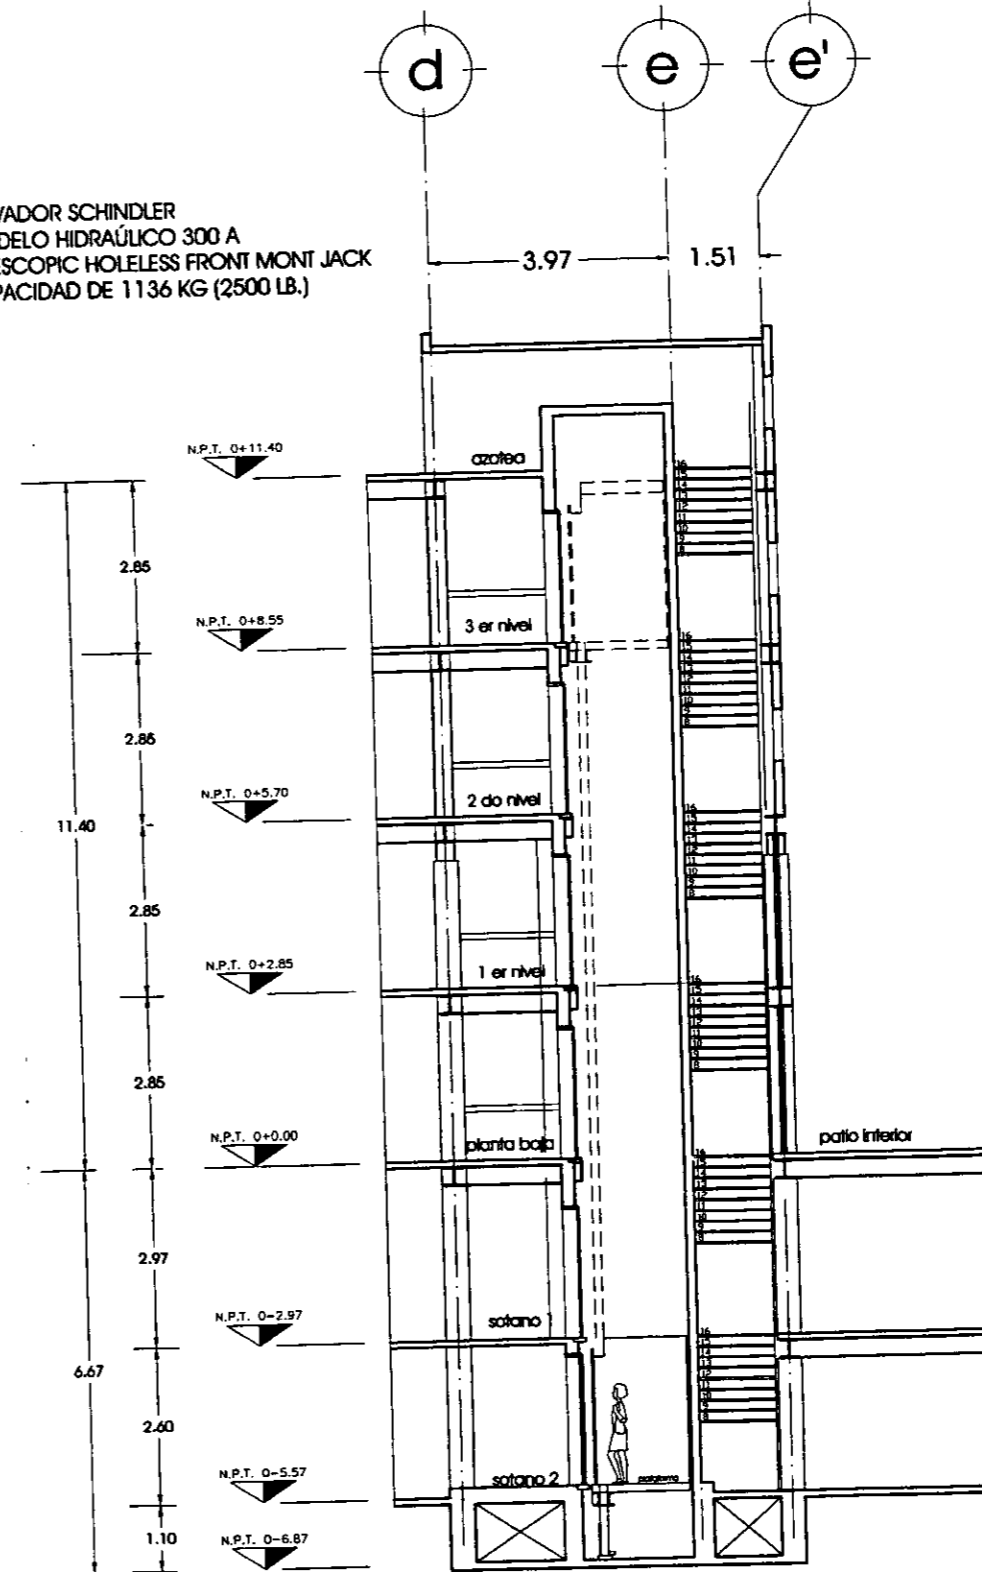 d e e'
VADOR SCHINDLER
DELO HIDRAÚLICO 300 A
ESCOPIC HOLELESS FRONT MONT JACK
PACIDAD DE 1136 KG (2500 LB.)
3.97 1.51
N.P.T. 0+11.40
azotea
2.85
N.P.T. 0+8.55
3 er nivel
2.85
N.P.T. 0+5.70
2 do nivel
11.40
2.85
N.P.T. 0+2.85
1 er nivel
2.85
N.P.T. 0+0.00
planta baja
patio interior
2.97
N.P.T. 0-2.97
sotano
6.67
2.60
N.P.T. 0-5.57
sotano 2
plataforma
1.10
N.P.T. 0-6.87